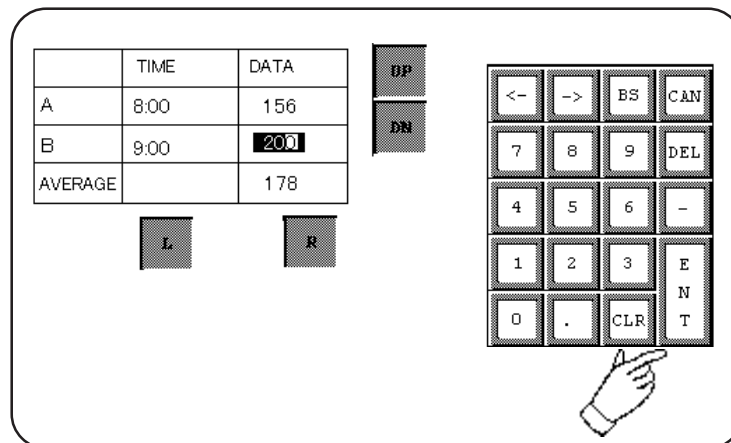 TIME DATA
A 8:00 156
B 9:00 200
AVERAGE 178
UP
DN
L R
<- -> BS CAN
7 8 9 DEL
4 5 6 -
1 2 3 ENT
0 . CLR